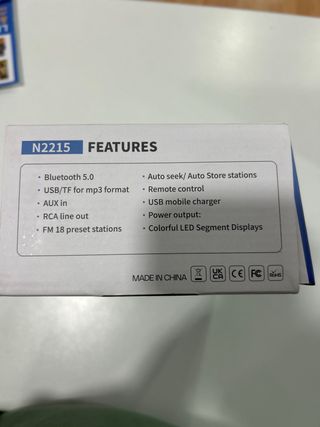 N2215 FEATURES
· Bluetooth 5.0
· USB/TF for mp3 format
· AUX in
· RCA line out
· FM 18 preset stations
· Auto seek/ Auto Store stations
· Remote control
· USB mobile charger
· Power output:
· Colorful LED Segment Displays
MADE IN CHINA UK CA CE FC RoHS